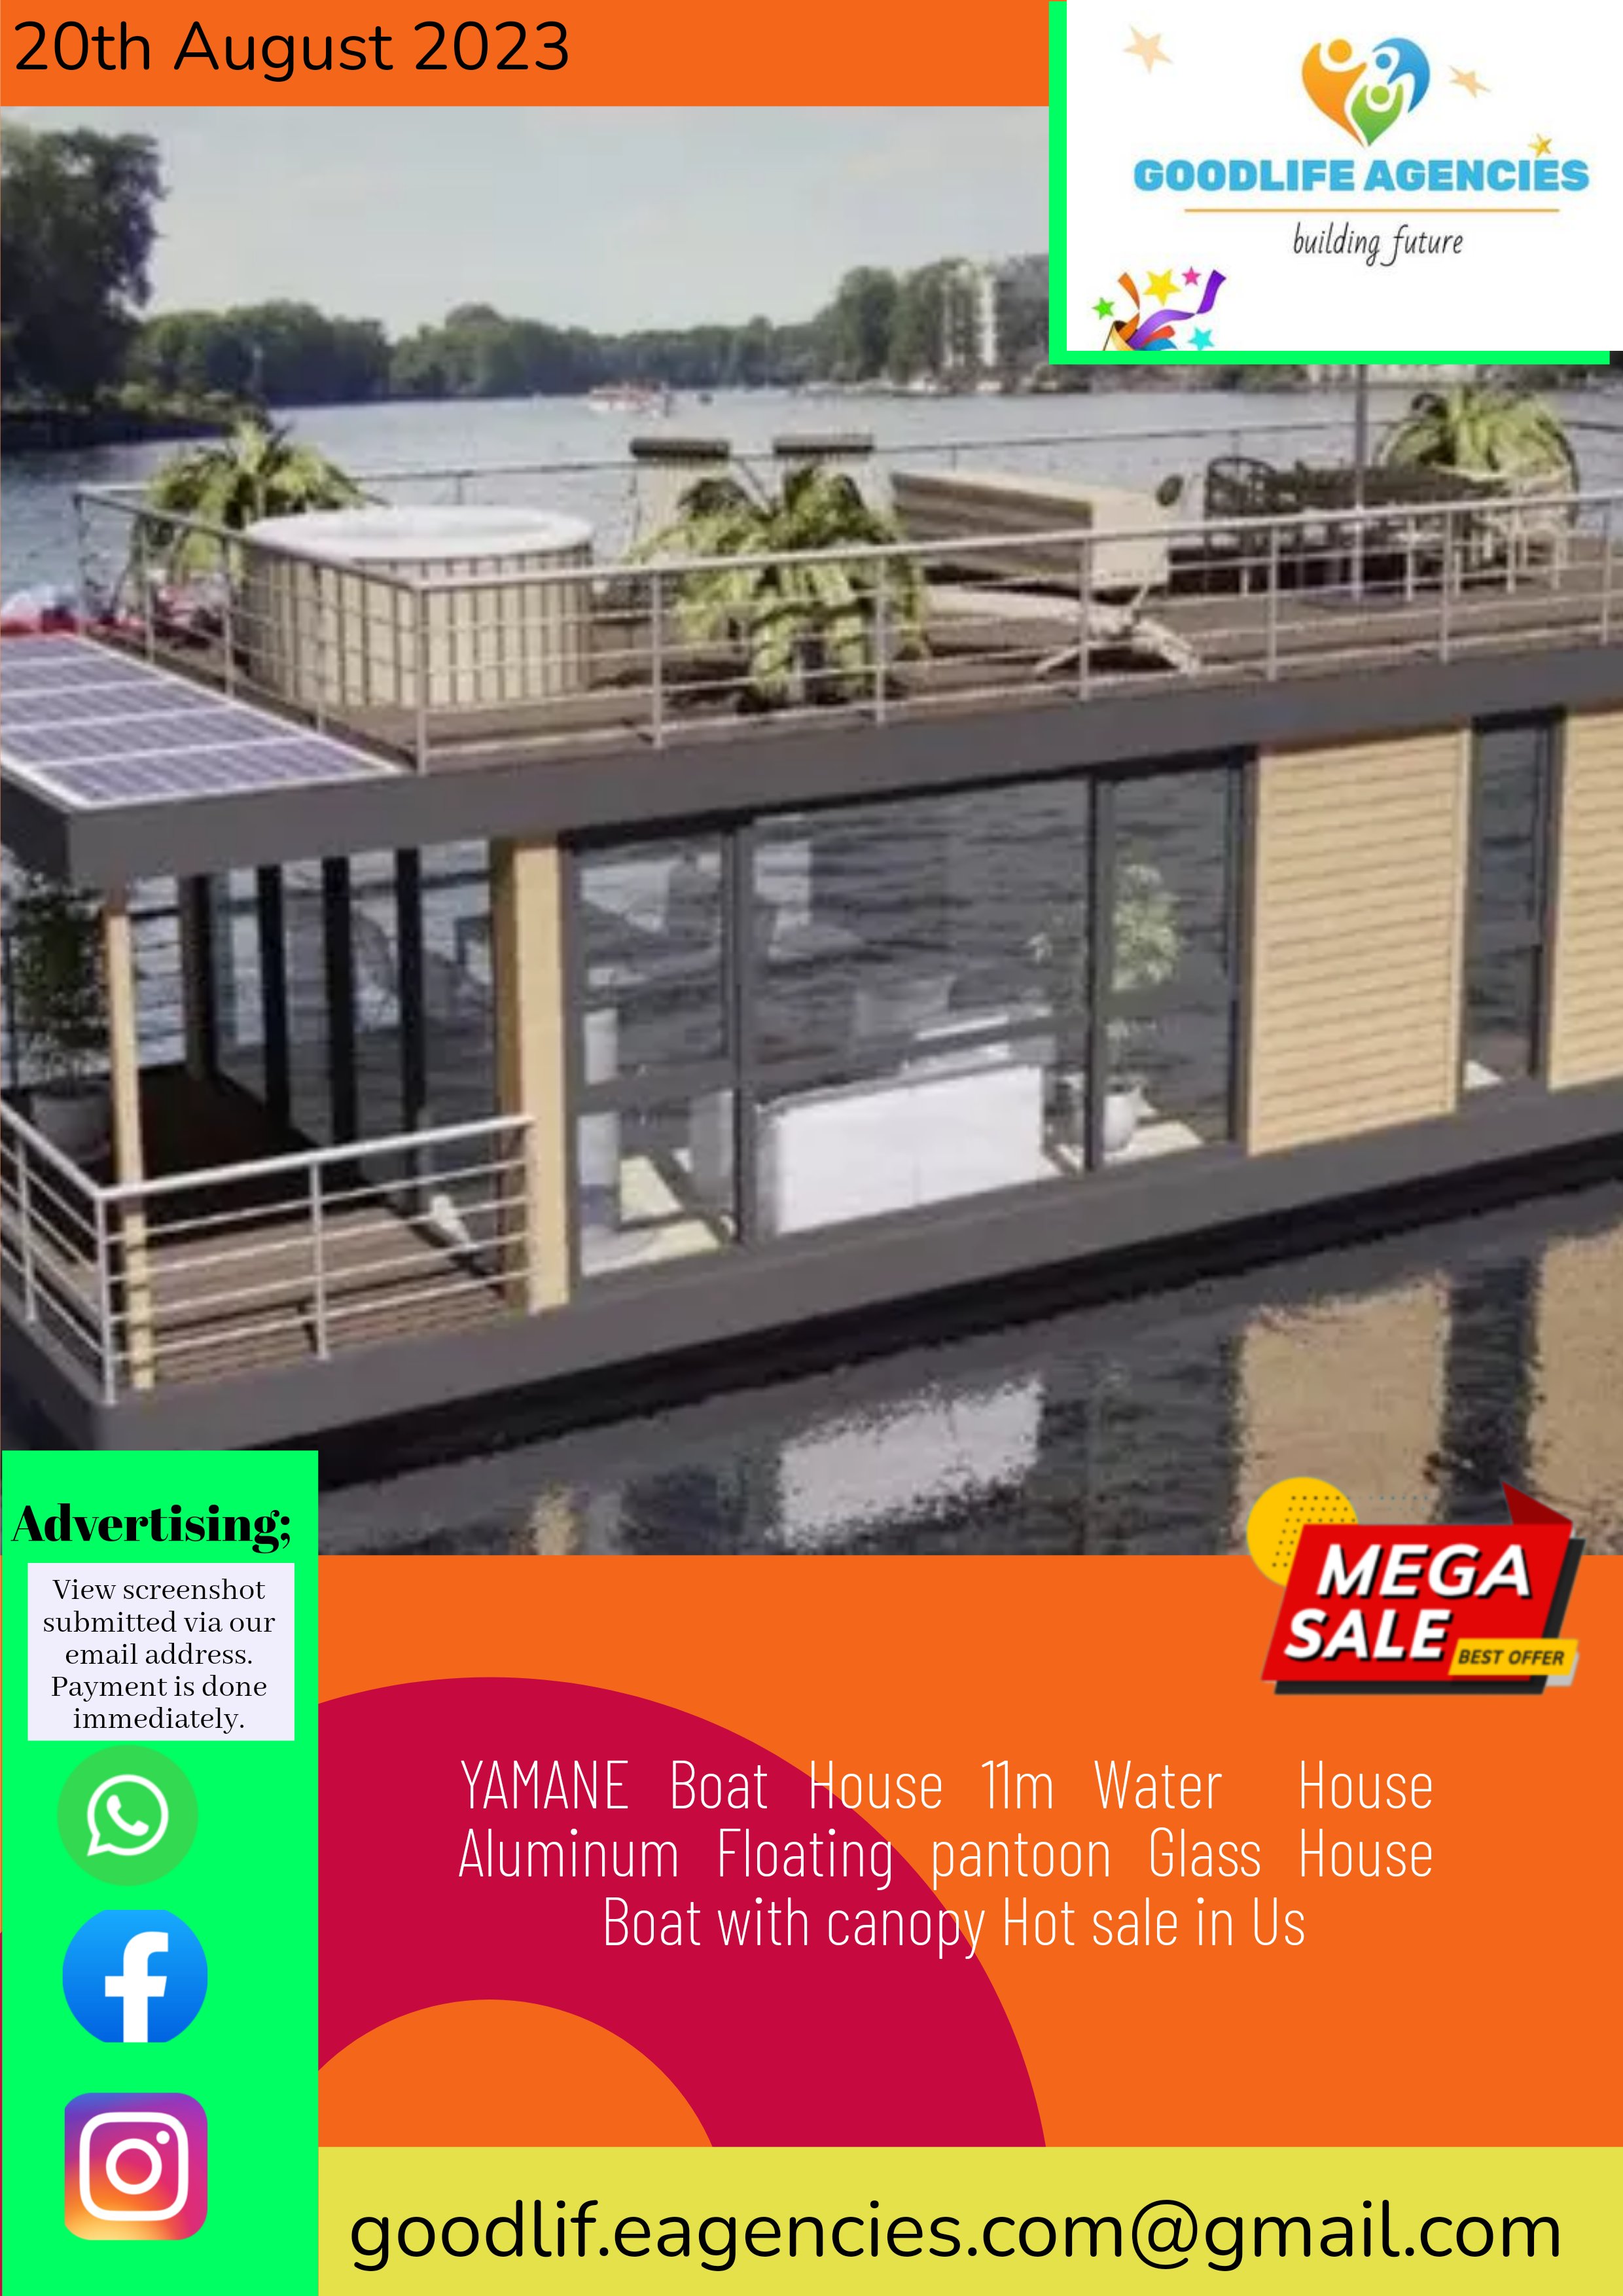 20th August 2023
GOODLIFE AGENCIES
building future
Advertising;
View screenshot
submitted via our
email address.
Payment is done
immediately.
MEGA
SALE
BEST OFFER
YAMANE Boat House 11m Water House
Aluminum Floating pantoon Glass House
Boat with canopy Hot sale in Us
goodlif.eagencies.com@gmail.com